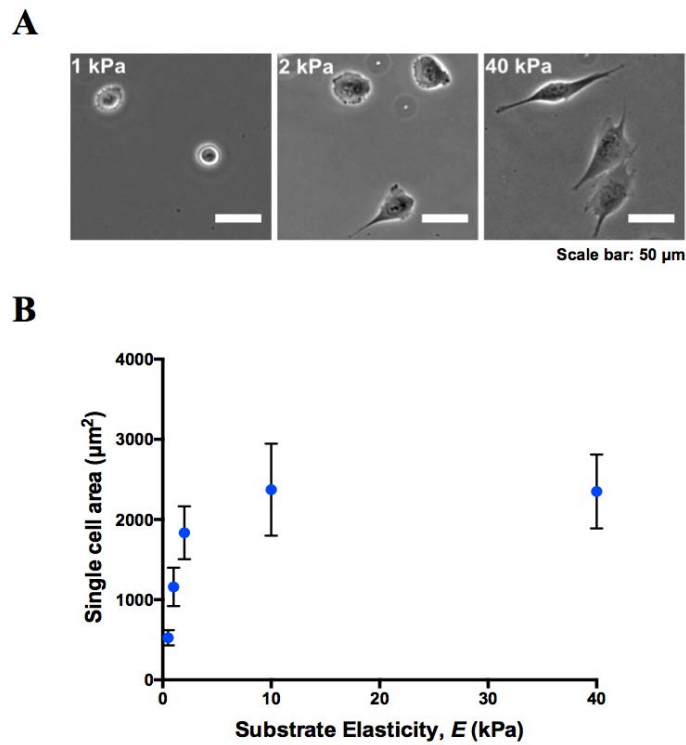 A
1 kPa
2 kPa
40 kPa
Scale bar: 50 µm
B
4000
3000
2000
1000
0
Single cell area (µm²)
0 10 20 30 40
Substrate Elasticity, E (kPa)